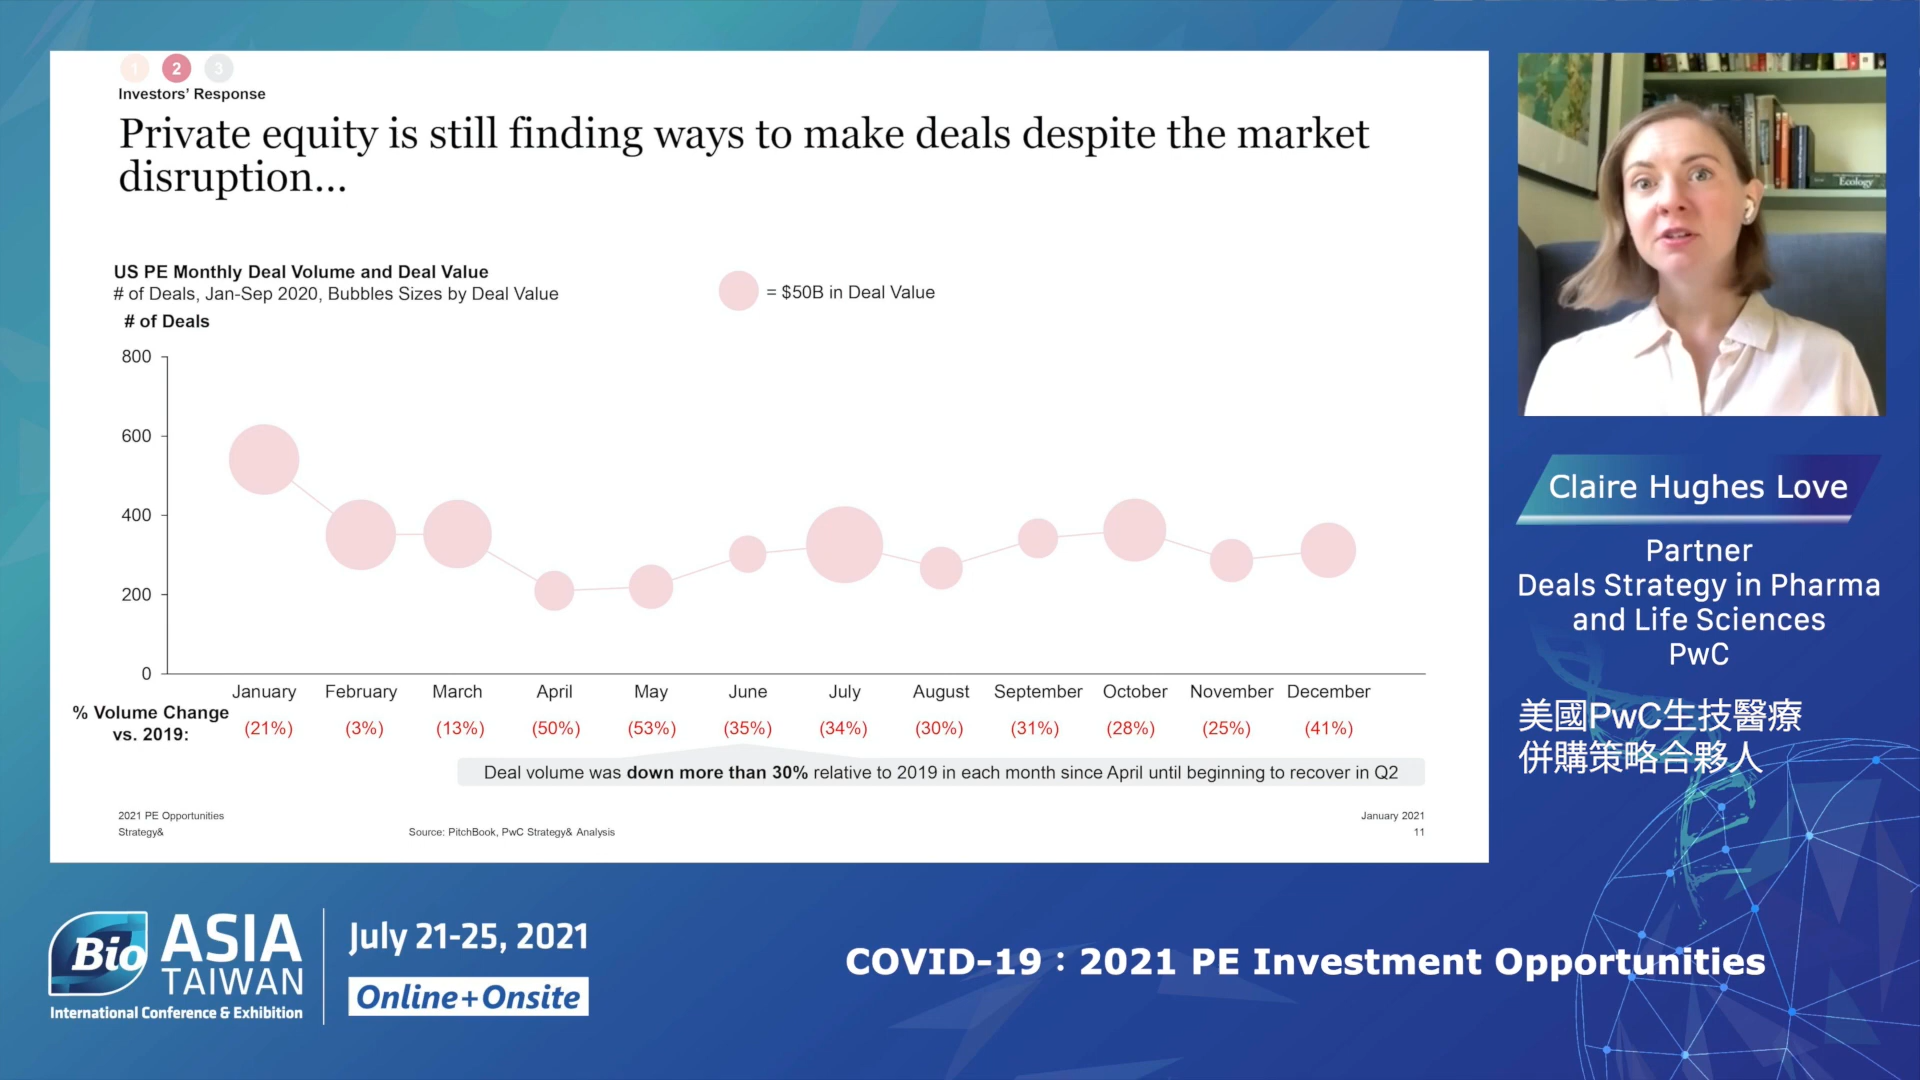 1 2 3
Investors’ Response
Private equity is still finding ways to make deals despite the market
disruption...
US PE Monthly Deal Volume and Deal Value
# of Deals, Jan-Sep 2020, Bubbles Sizes by Deal Value
= $50B in Deal Value
# of Deals
800
600
400
200
0
January February March April May June July August September October November December
% Volume Change
vs. 2019:
(21%) (3%) (13%) (50%) (53%) (35%) (34%) (30%) (31%) (28%) (25%) (41%)
Deal volume was down more than 30% relative to 2019 in each month since April until beginning to recover in Q2
2021 PE Opportunities
Strategy&
Source: PitchBook, PwC Strategy& Analysis
January 2021
11
Ecology
Claire Hughes Love
Partner
Deals Strategy in Pharma
and Life Sciences
PwC
美國PwC生技醫療
併購策略合夥人
Bio ASIA
TAIWAN
International Conference & Exhibition
July 21-25, 2021
Online+Onsite
COVID-19：2021 PE Investment Opportunities